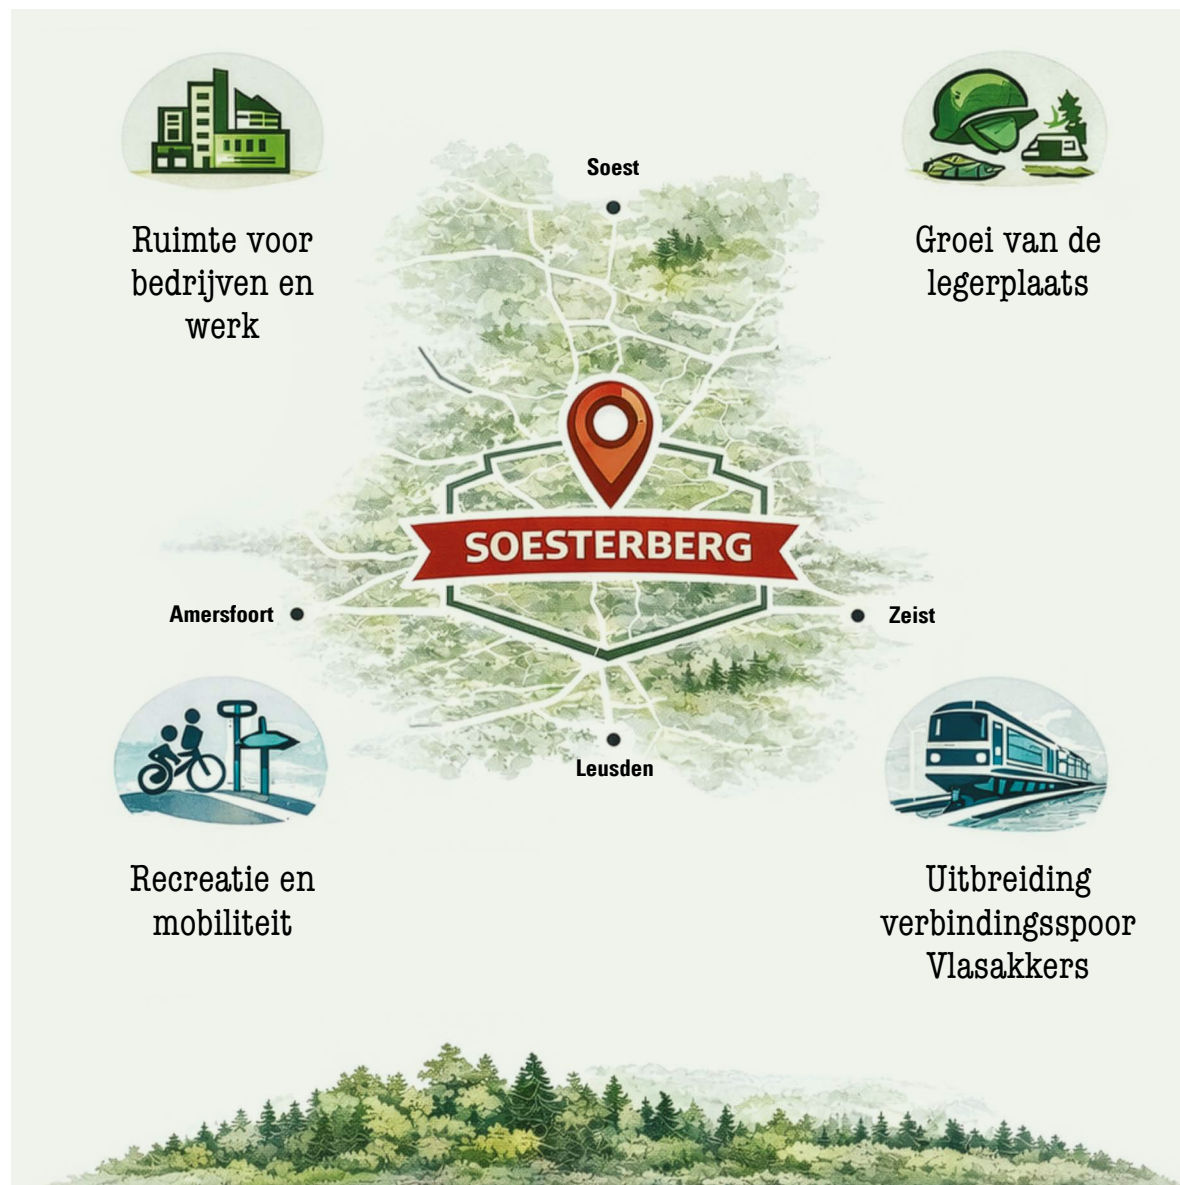 Soest
Ruimte voor
bedrijven en
werk
Groei van de
legerplaats
SOESTERBERG
Amersfoort
Zeist
Leusden
Recreatie en
mobiliteit
Uitbreiding
verbindingsspoor
Vlasakkers